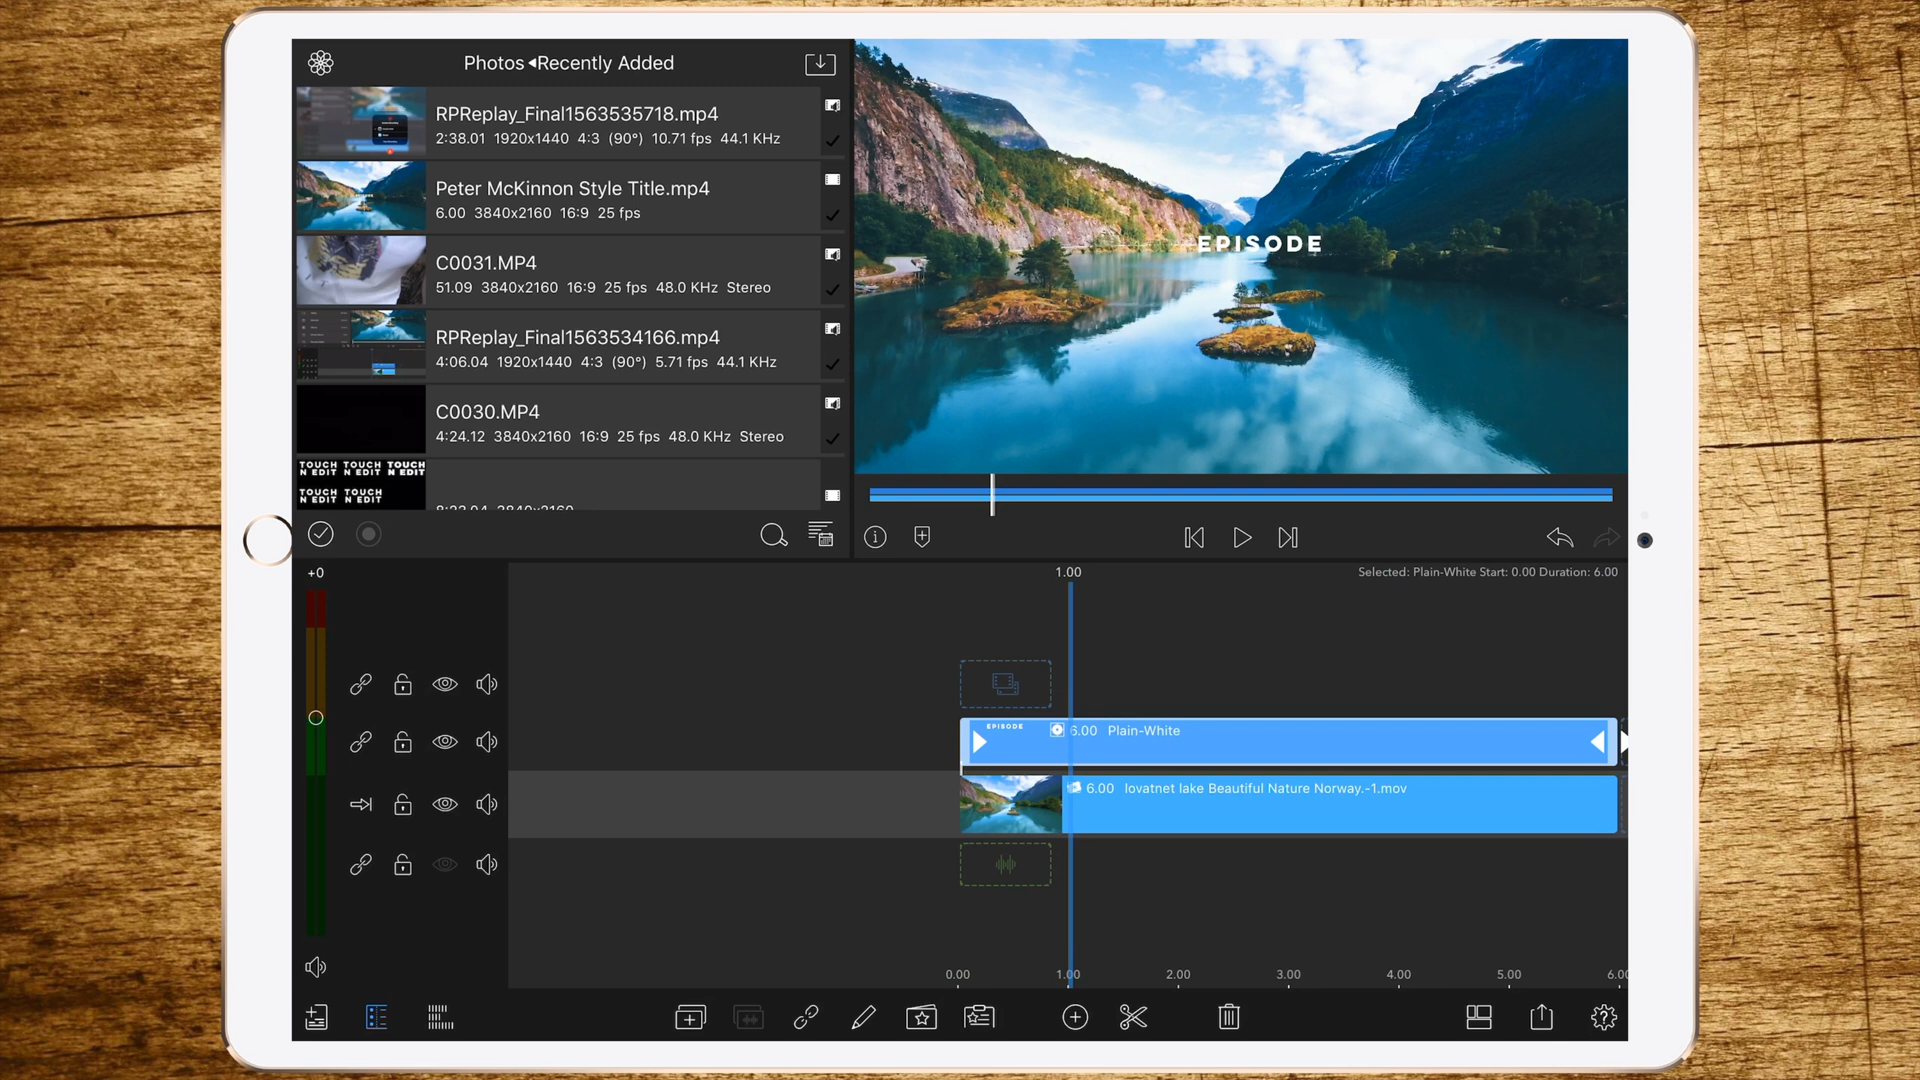 Photos ◂Recently Added
RPReplay_Final1563535718.mp4
2:38.01 1920x1440 4:3 (90°) 10.71 fps 44.1 KHz
Peter McKinnon Style Title.mp4
6.00 3840x2160 16:9 25 fps
C0031.MP4
51.09 3840x2160 16:9 25 fps 48.0 KHz Stereo
RPReplay_Final1563534166.mp4
4:06.04 1920x1440 4:3 (90°) 5.71 fps 44.1 KHz
C0030.MP4
4:24.12 3840x2160 16:9 25 fps 48.0 KHz Stereo
TOUCH TOUCH TOUCH
N EDIT N EDIT N EDIT
TOUCH TOUCH
N EDIT N EDIT
EPISODE
+0
1.00
Selected: Plain-White Start: 0.00 Duration: 6.00
EPISODE
6.00 Plain-White
6.00 lovatnet lake Beautiful Nature Norway.-1.mov
0.00 1.00 2.00 3.00 4.00 5.00 6.00